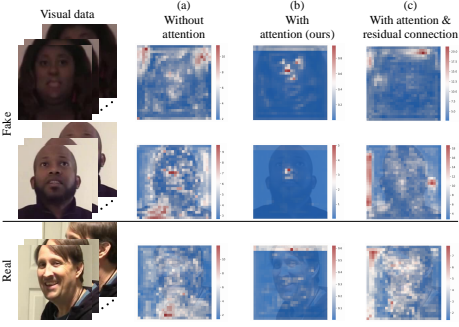 Visual data
(a)
Without
attention
(b)
With
attention (ours)
(c)
With attention &
residual connection
Fake
Real